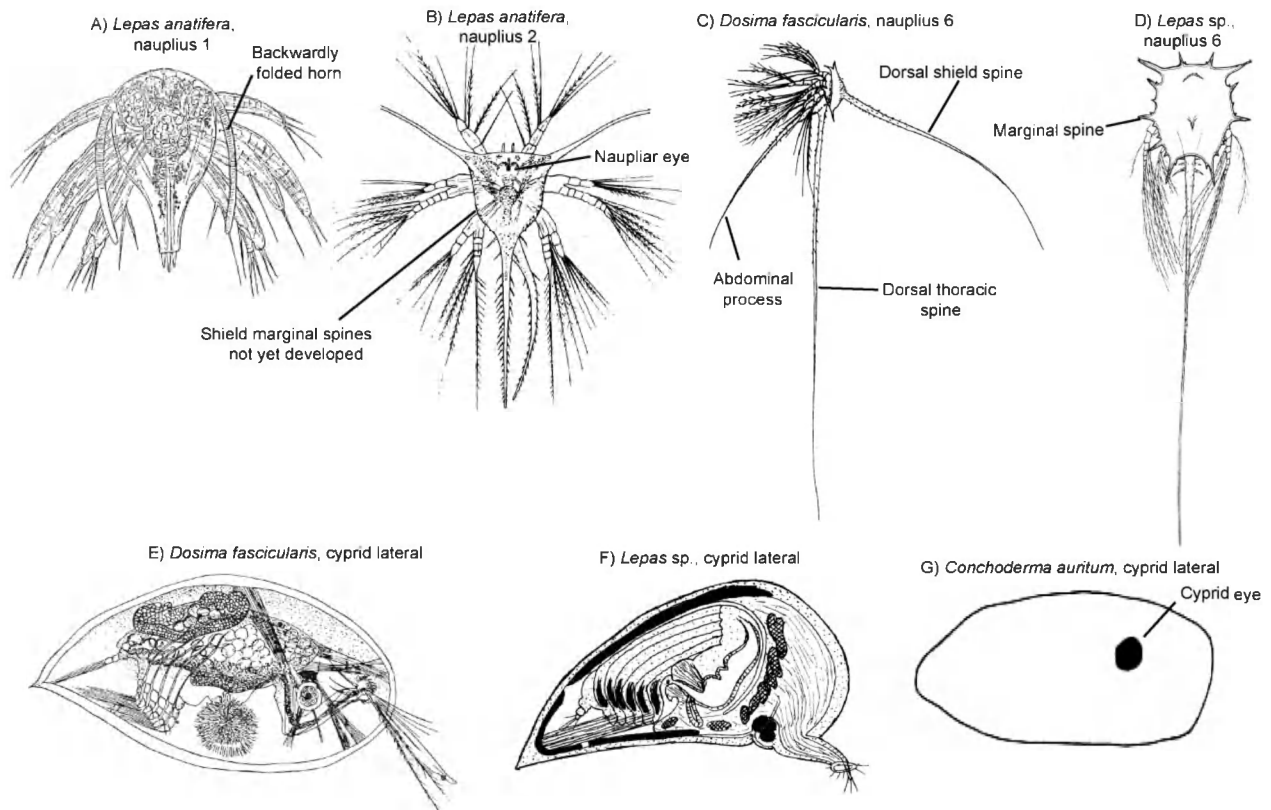 A) Lepas anatifera,
nauplius 1
Backwardly
folded horn
B) Lepas anatifera,
nauplius 2
Naupliar eye
Shield marginal spines
not yet developed
C) Dosima fascicularis, nauplius 6
Dorsal shield spine
Abdominal
process
Dorsal thoracic
spine
D) Lepas sp.,
nauplius 6
Marginal spine
E) Dosima fascicularis, cyprid lateral
F) Lepas sp., cyprid lateral
G) Conchoderma auritum, cyprid lateral
Cyprid eye